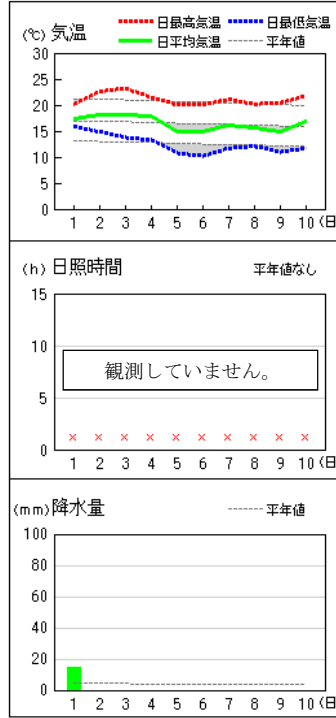 (℃) 気温
日最高気温 日最低気温
日平均気温 平年値
30
25
20
15
10
5
0
1 2 3 4 5 6 7 8 9 10 (日
(h) 日照時間 平年値なし
15
10
観測していません。
5
0
× × × × × × × × × ×
1 2 3 4 5 6 7 8 9 10 (日
(mm) 降水量 平年値
100
80
60
40
20
0
1 2 3 4 5 6 7 8 9 10 (日